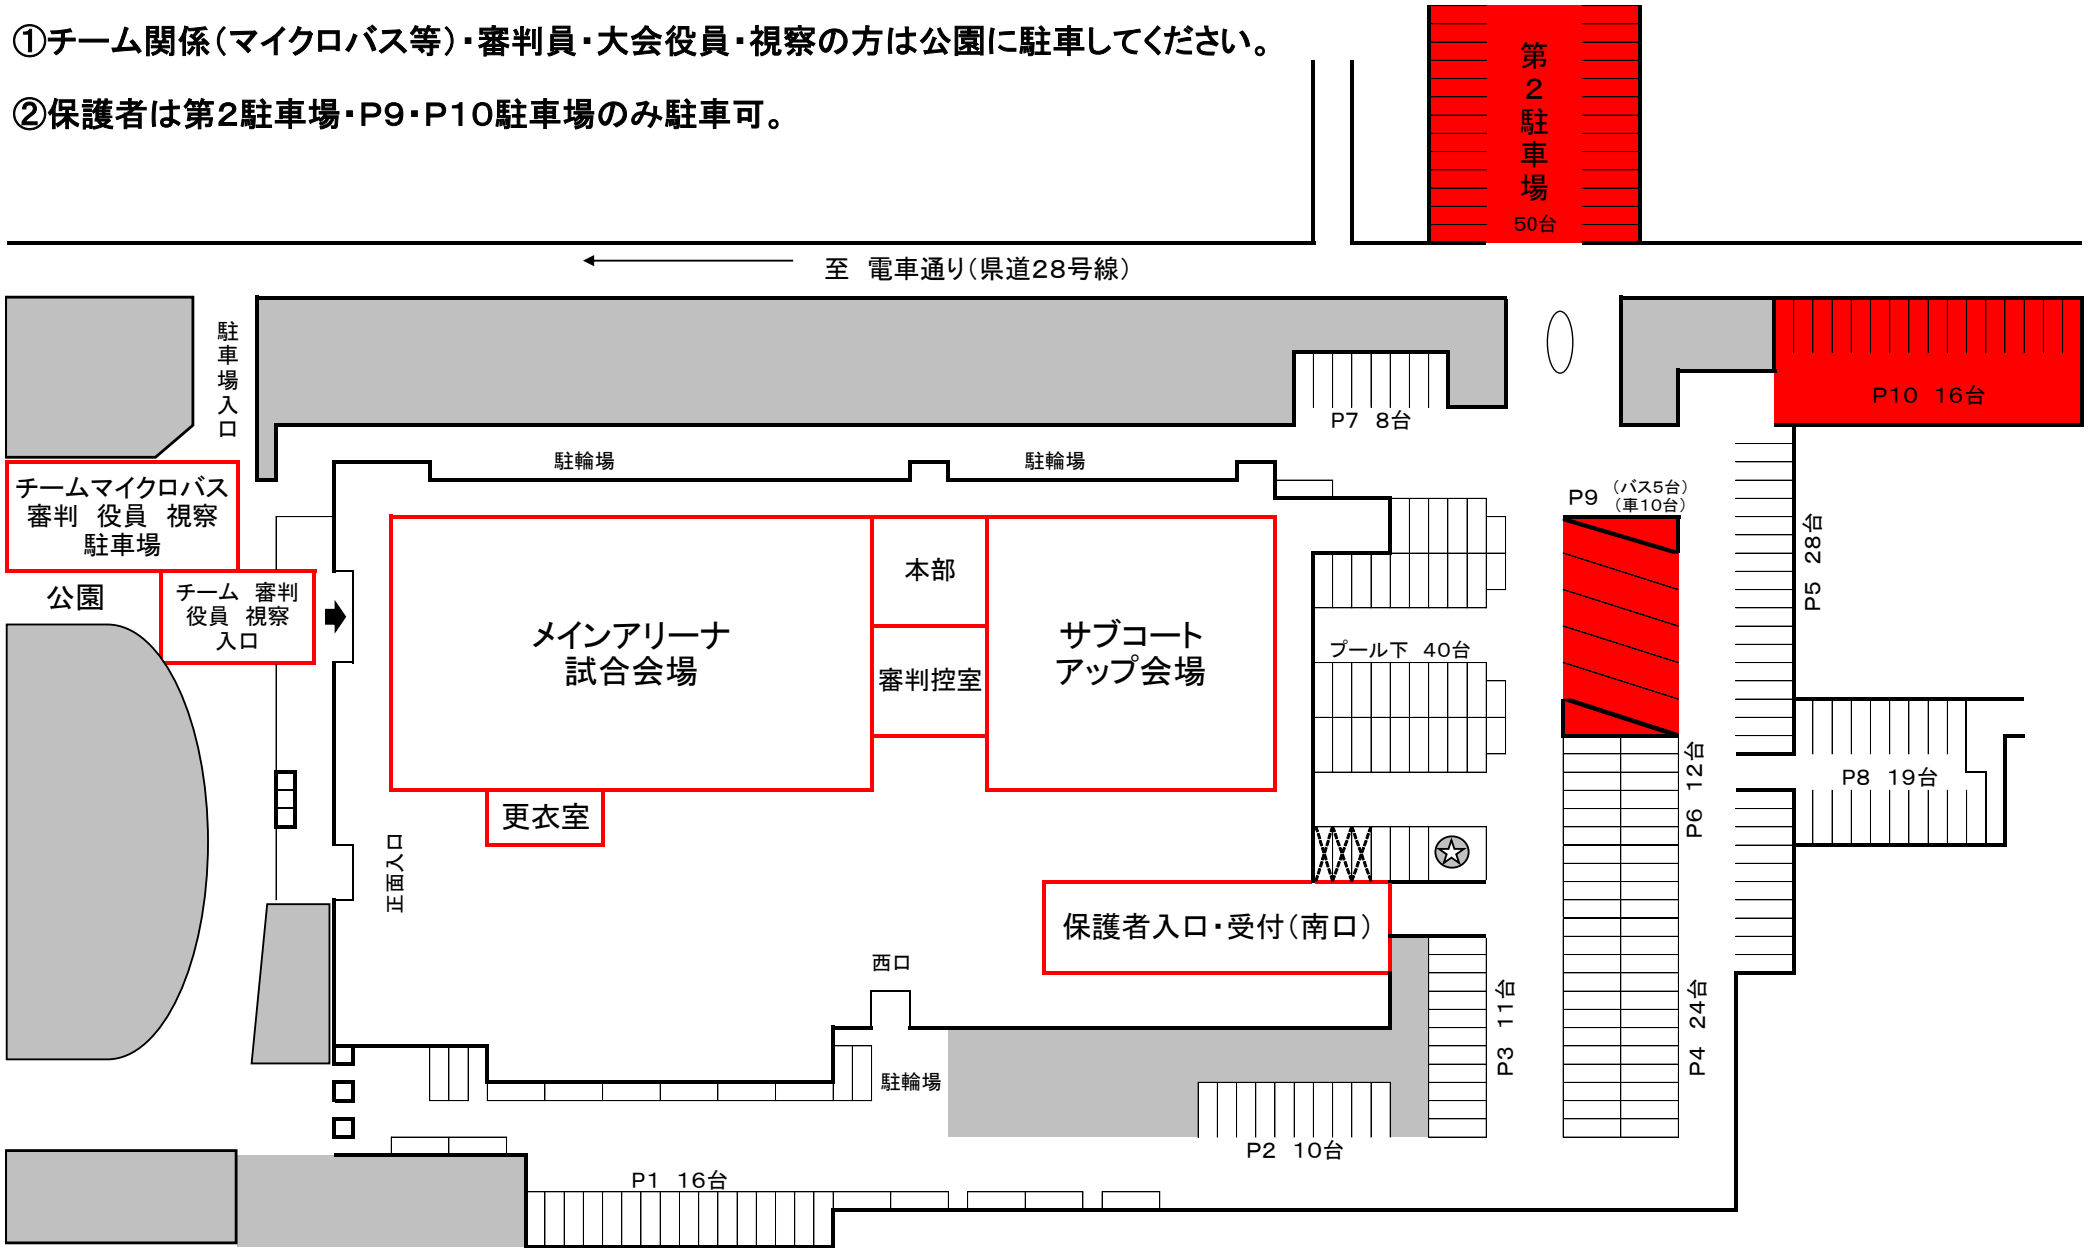 ①チーム関係(マイクロバス等)・審判員・大会役員・視察の方は公園に駐車してください。
②保護者は第2駐車場・P9・P10駐車場のみ駐車可。
第2駐車場
50台
至 電車通り(県道28号線)
駐車場入口
P7 8台
P10 16台
駐輪場
駐輪場
チームマイクロバス
審判 役員 視察
駐車場
公園
チーム 審判
役員 視察
入口
メインアリーナ
試合会場
本部
審判控室
サブコート
アップ会場
P9 (バス5台)
(車10台)
P5 28台
プール下 40台
P6 12台
P8 19台
更衣室
正面入口
保護者入口・受付(南口)
西口
P3 11台
P4 24台
駐輪場
P2 10台
P1 16台